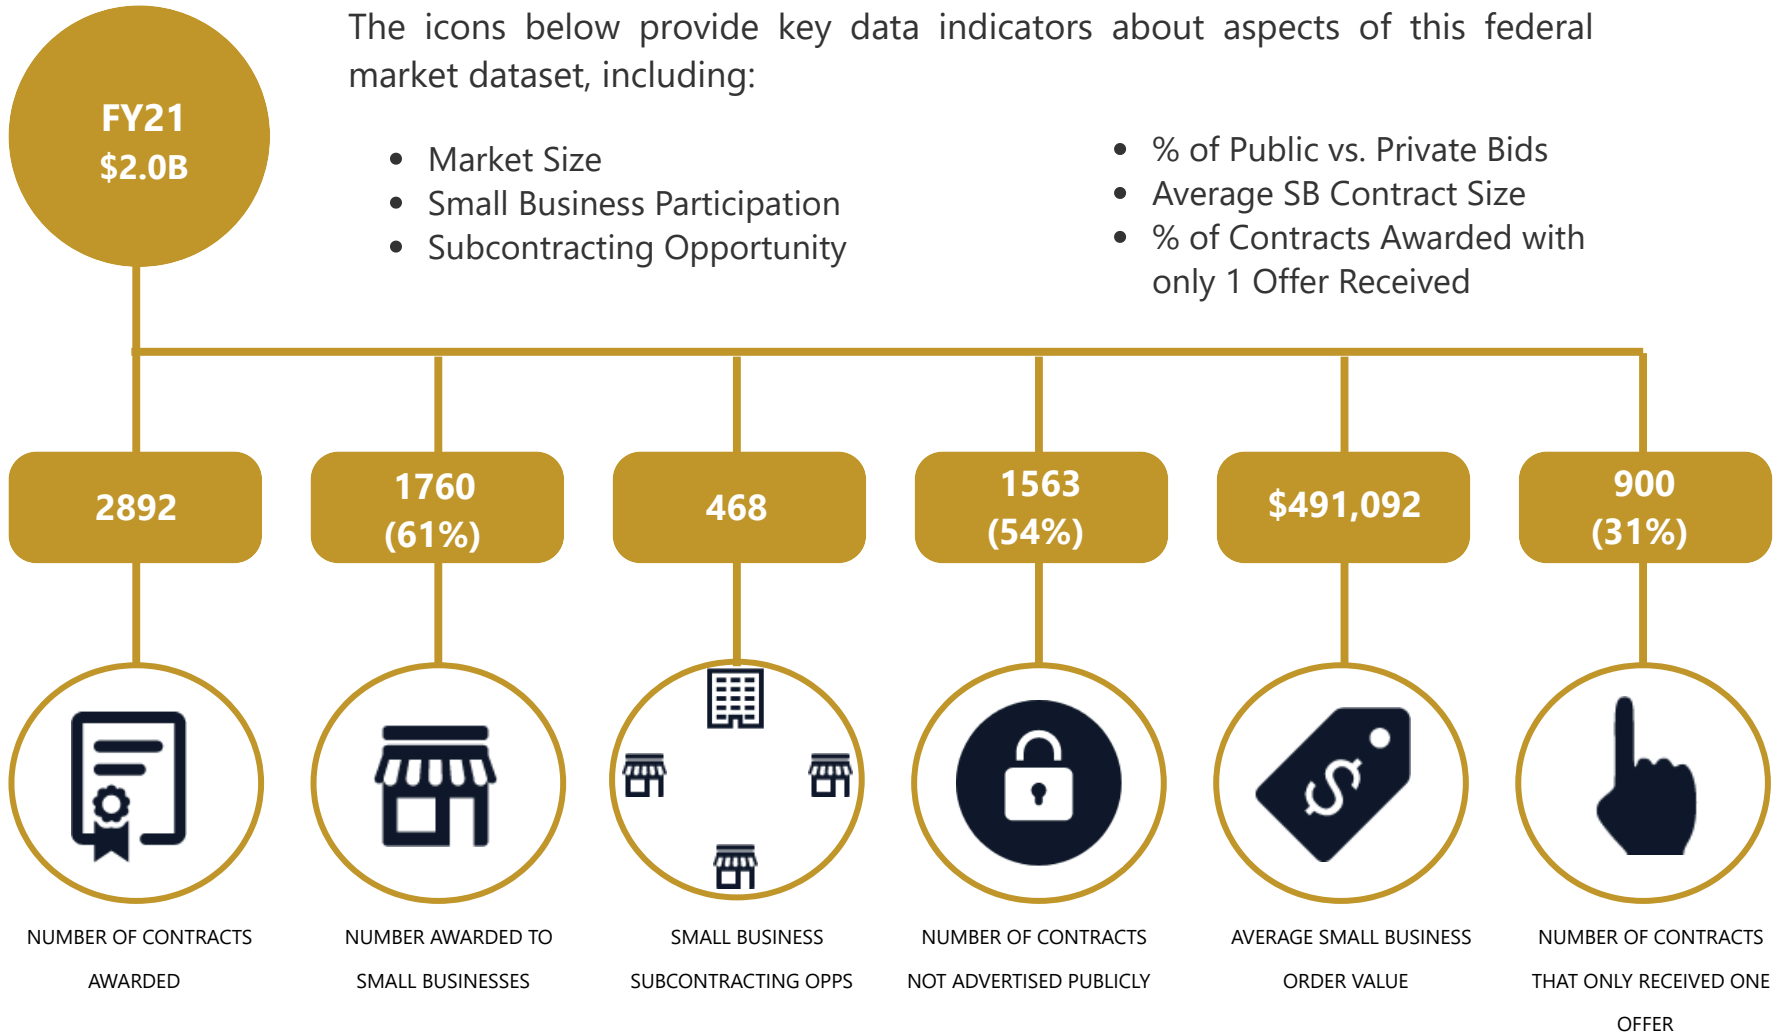 The icons below provide key data indicators about aspects of this federal
market dataset, including:
FY21
$2.0B
• Market Size
• Small Business Participation
• Subcontracting Opportunity
• % of Public vs. Private Bids
• Average SB Contract Size
• % of Contracts Awarded with
only 1 Offer Received
2892
1760
(61%)
468
1563
(54%)
$491,092
900
(31%)
$
NUMBER OF CONTRACTS
AWARDED
NUMBER AWARDED TO
SMALL BUSINESSES
SMALL BUSINESS
SUBCONTRACTING OPPS
NUMBER OF CONTRACTS
NOT ADVERTISED PUBLICLY
AVERAGE SMALL BUSINESS
ORDER VALUE
NUMBER OF CONTRACTS
THAT ONLY RECEIVED ONE
OFFER